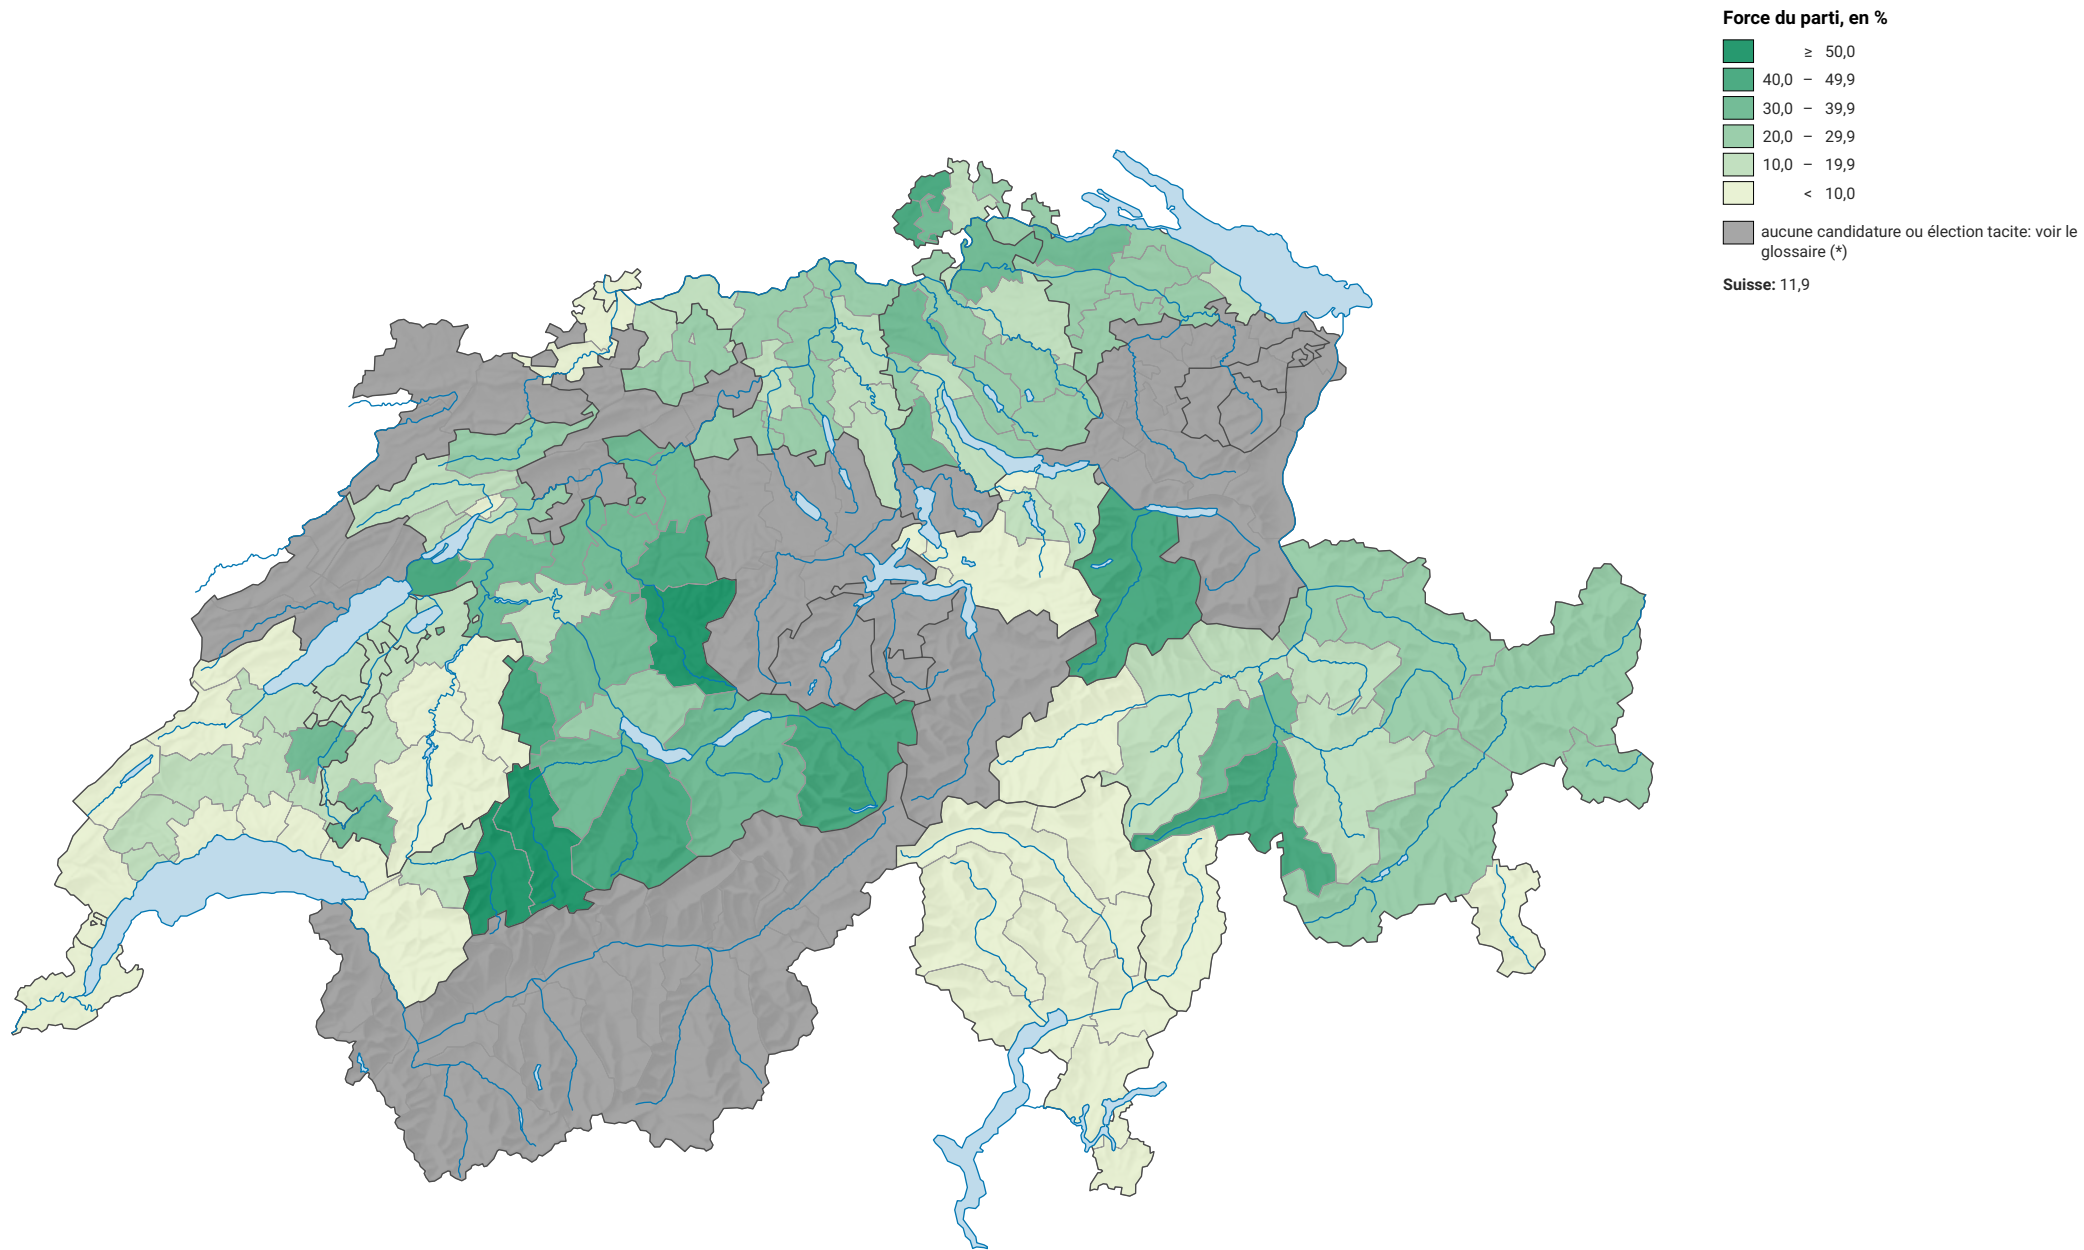 Force du parti, en %
≥ 50,0
40,0 – 49,9
30,0 – 39,9
20,0 – 29,9
10,0 – 19,9
< 10,0
aucune candidature ou élection tacite: voir le
glossaire (*)
Suisse: 11,9